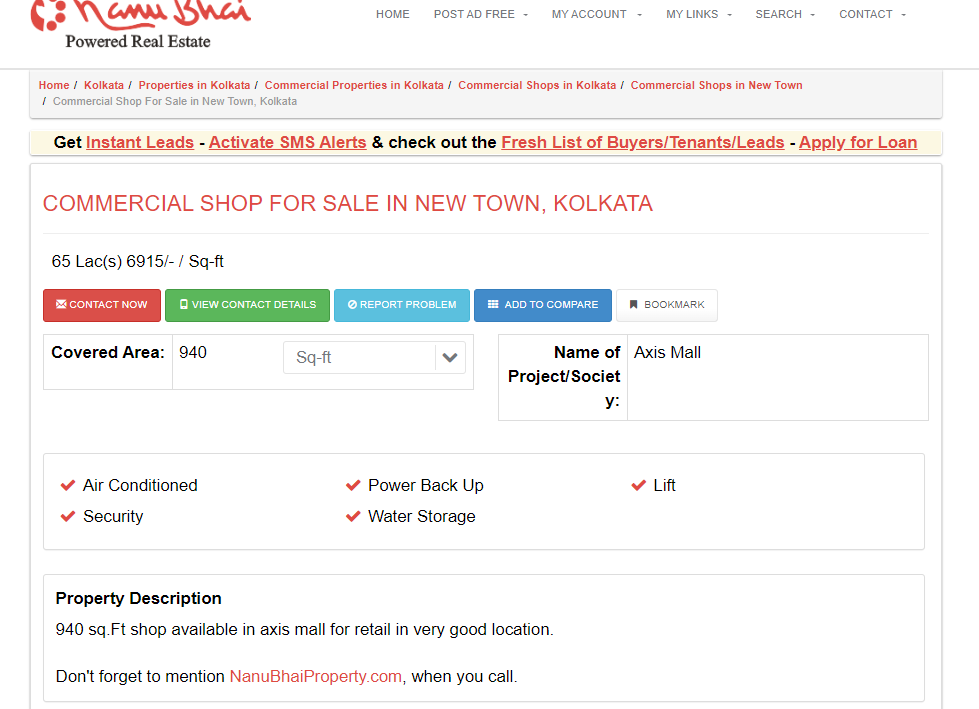 Nanu Bhai
Powered Real Estate
HOME POST AD FREE MY ACCOUNT MY LINKS SEARCH CONTACT
Home / Kolkata / Properties in Kolkata / Commercial Properties in Kolkata / Commercial Shops in Kolkata / Commercial Shops in New Town
/ Commercial Shop For Sale in New Town, Kolkata
Get Instant Leads - Activate SMS Alerts & check out the Fresh List of Buyers/Tenants/Leads - Apply for Loan
COMMERCIAL SHOP FOR SALE IN NEW TOWN, KOLKATA
65 Lac(s) 6915/- / Sq-ft
CONTACT NOW VIEW CONTACT DETAILS REPORT PROBLEM ADD TO COMPARE BOOKMARK
Covered Area: 940 Sq-ft
Name of Axis Mall
Project/Societ
y:
Air Conditioned Power Back Up Lift
Security Water Storage
Property Description
940 sq.Ft shop available in axis mall for retail in very good location.
Don't forget to mention NanuBhaiProperty.com, when you call.